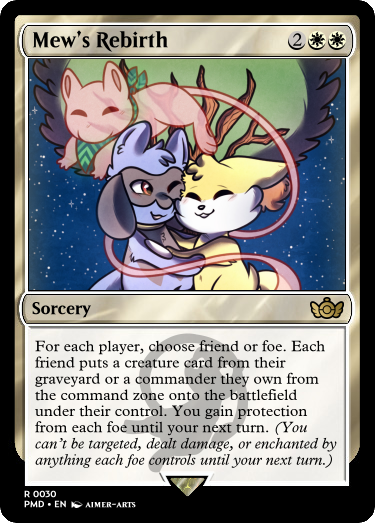 Mew's Rebirth 2
Sorcery
For each player, choose friend or foe. Each
friend puts a creature card from their
graveyard or a commander they own from
the command zone onto the battlefield
under their control. You gain protection
from each foe until your next turn. (You
can't be targeted, dealt damage, or enchanted by
anything each foe controls until your next turn.)
R 0030
PMD • EN AIMER-ARTS